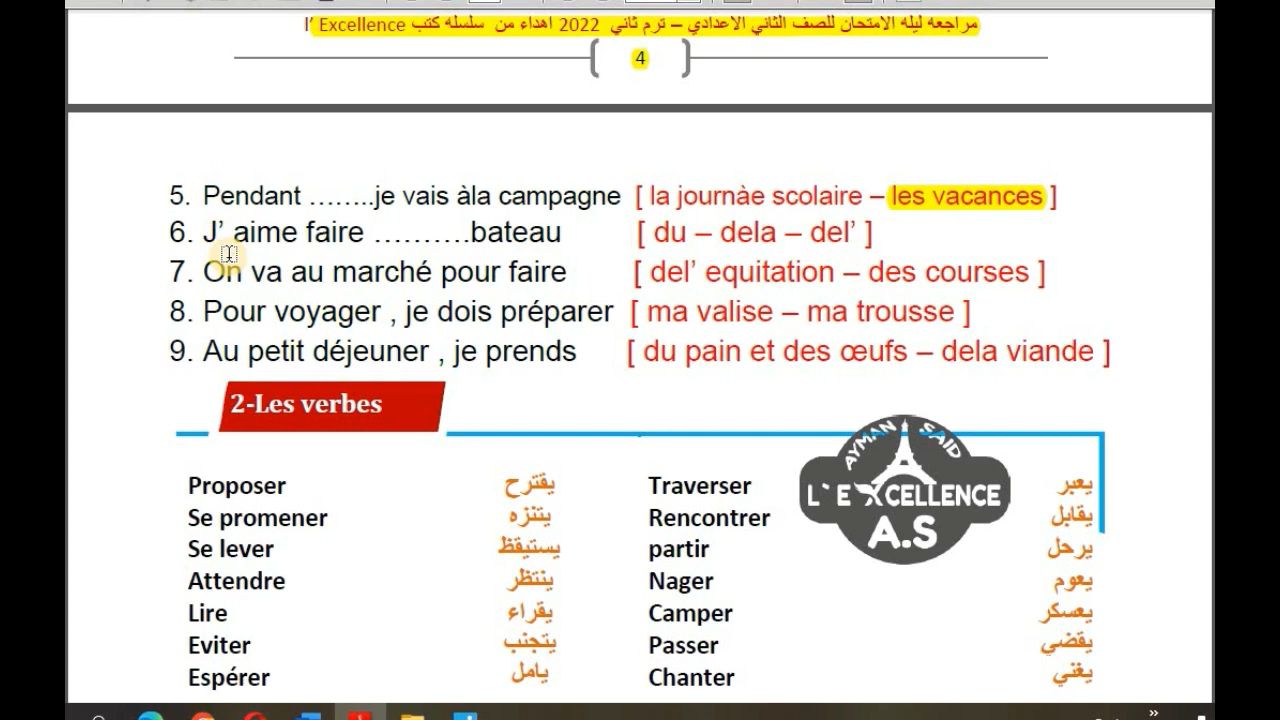 مراجعه ليله الامتحان للصف الثاني الاعدادي – ترم ثاني 2022 اهداء من سلسله كتب l’ Excellence
4
5. Pendant ……..je vais àla campagne [ la journàe scolaire – les vacances ]
6. J’ aime faire ……….bateau [ du – dela – del’ ]
7. On va au marché pour faire [ del’ equitation – des courses ]
8. Pour voyager , je dois préparer [ ma valise – ma trousse ]
9. Au petit déjeuner , je prends [ du pain et des œufs – dela viande ]
2-Les verbes
AYMAN SAID
L`EXCELLENCE
A.S
Proposer يقترح Traverser يعبر
Se promener يتنزه Rencontrer يقابل
Se lever يستيقظ partir يرحل
Attendre ينتظر Nager يعوم
Lire يقراء Camper يعسكر
Eviter يتجنب Passer يقضي
Espérer يامل Chanter يغني